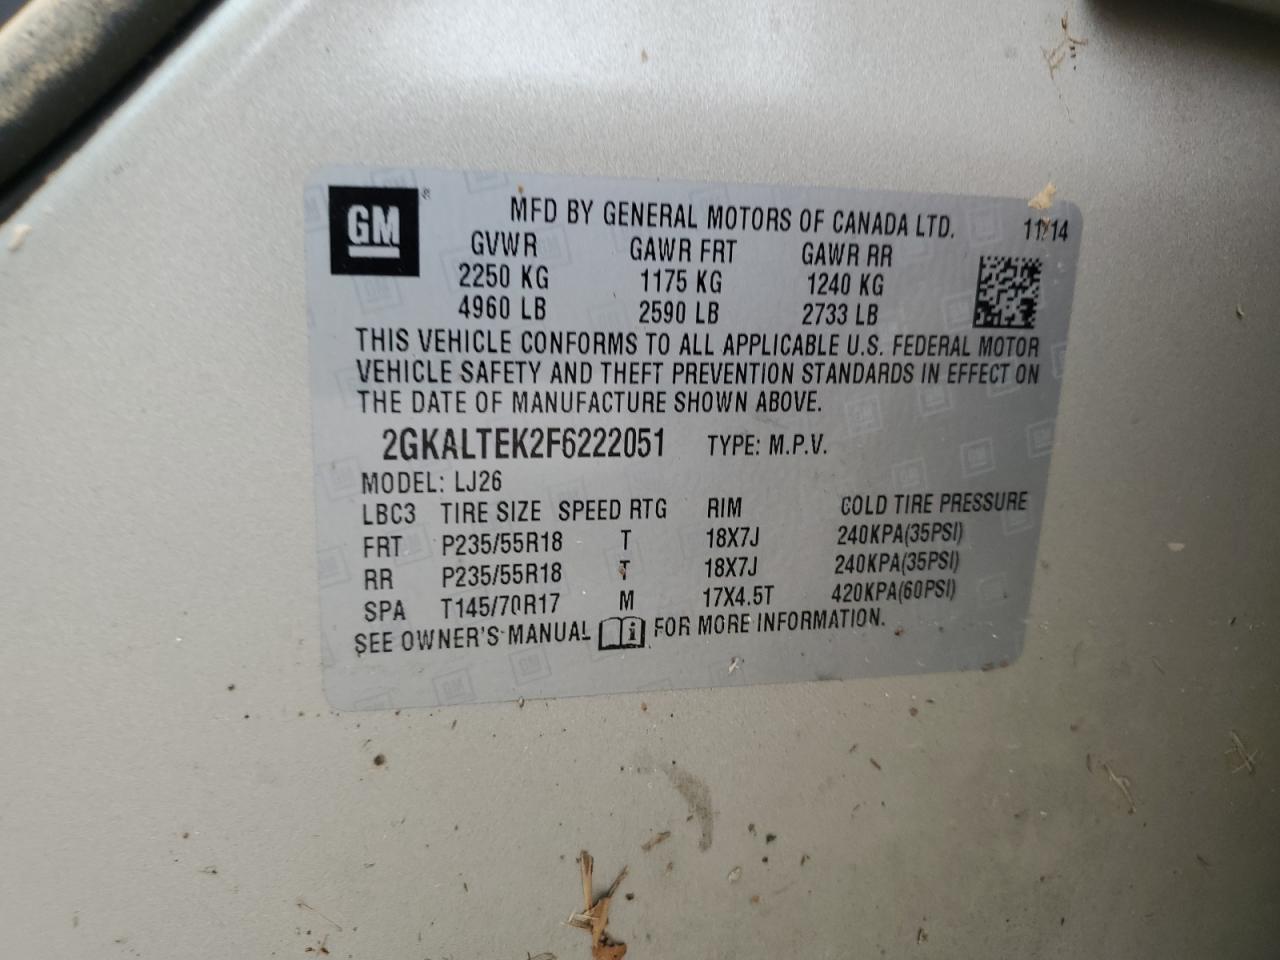 GM
MFD BY GENERAL MOTORS OF CANADA LTD. 11/14
GVWR GAWR FRT GAWR RR
2250 KG 1175 KG 1240 KG
4960 LB 2590 LB 2733 LB
THIS VEHICLE CONFORMS TO ALL APPLICABLE U.S. FEDERAL MOTOR
VEHICLE SAFETY AND THEFT PREVENTION STANDARDS IN EFFECT ON
THE DATE OF MANUFACTURE SHOWN ABOVE.
2GKALTEK2F6222051 TYPE: M.P.V.
MODEL: LJ26
LBC3 TIRE SIZE SPEED RTG RIM COLD TIRE PRESSURE
FRT P235/55R18 T 18X7J 240KPA(35PSI)
RR P235/55R18 T 18X7J 240KPA(35PSI)
SPA T145/70R17 M 17X4.5T 420KPA(60PSI)
SEE OWNER'S MANUAL i FOR MORE INFORMATION.